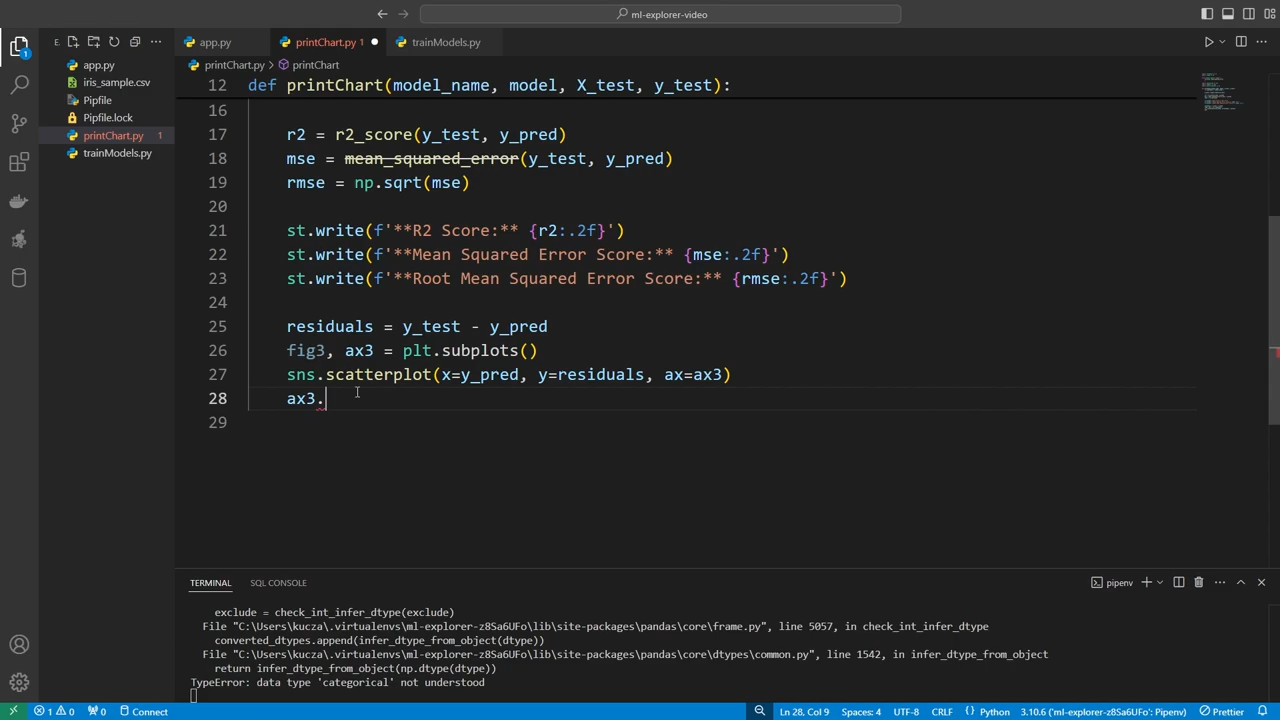 ml-explorer-video
E
app.py
printChart.py 1
trainModels.py
app.py
iris_sample.csv
Pipfile
Pipfile.lock
printChart.py 1
trainModels.py
1
printChart.py > printChart
12 def printChart(model_name, model, X_test, y_test):
16
17 r2 = r2_score(y_test, y_pred)
18 mse = mean_squared_error(y_test, y_pred)
19 rmse = np.sqrt(mse)
20
21 st.write(f'**R2 Score:** {r2:.2f}')
22 st.write(f'**Mean Squared Error Score:** {mse:.2f}')
23 st.write(f'**Root Mean Squared Error Score:** {rmse:.2f}')
24
25 residuals = y_test - y_pred
26 fig3, ax3 = plt.subplots()
27 sns.scatterplot(x=y_pred, y=residuals, ax=ax3)
28 ax3.
29
TERMINAL SQL CONSOLE pipenv
exclude = check_int_infer_dtype(exclude)
File "C:\Users\kucza\.virtualenvs\ml-explorer-z8Sa6UFo\lib\site-packages\pandas\core\frame.py", line 5057, in check_int_infer_dtype
converted_dtypes.append(infer_dtype_from_object(dtype))
File "C:\Users\kucza\.virtualenvs\ml-explorer-z8Sa6UFo\lib\site-packages\pandas\core\dtypes\common.py", line 1542, in infer_dtype_from_object
return infer_dtype_from_object(np.dtype(dtype))
TypeError: data type 'categorical' not understood
1 0 0 Connect Ln 28, Col 9 Spaces: 4 UTF-8 CRLF Python 3.10.6 ('ml-explorer-z8Sa6UFo': Pipenv) Prettier